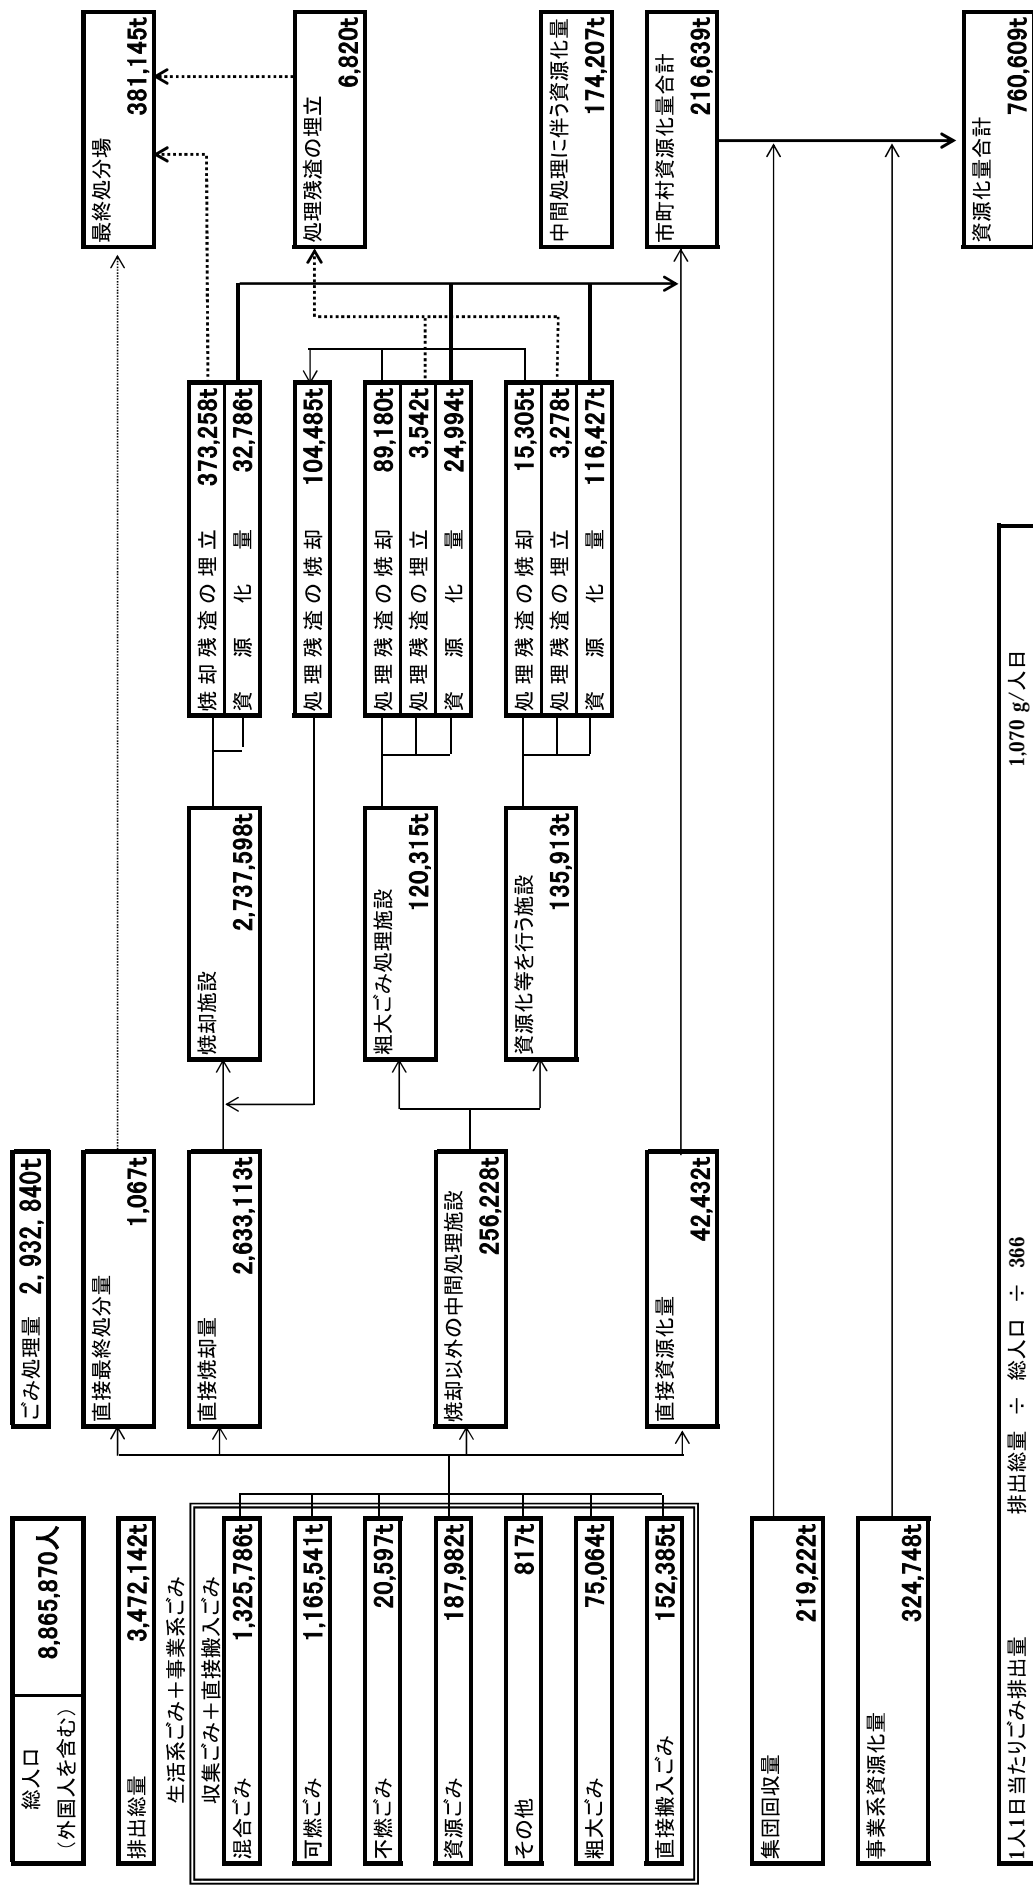 総人口
(外国人を含む)
8,865,870人
排出総量
3,472,142t
生活系ごみ+事業系ごみ
収集ごみ+直接搬入ごみ
混合ごみ
1,325,786t
可燃ごみ
1,165,541t
不燃ごみ
20,597t
資源ごみ
187,982t
その他
817t
粗大ごみ
75,064t
直接搬入ごみ
152,385t
集団回収量
219,222t
事業系資源化量
324,748t
ごみ処理量 2,932,840t
直接最終処分量
1,067t
直接焼却量
2,633,113t
焼却以外の中間処理施設
256,228t
直接資源化量
42,432t
焼却施設
2,737,598t
粗大ごみ処理施設
120,315t
資源化等を行う施設
135,913t
焼却残渣の埋立 373,258t
資源化量 32,786t
処理残渣の焼却 104,485t
処理残渣の焼却 89,180t
処理残渣の埋立 3,542t
資源化量 24,994t
処理残渣の焼却 15,305t
処理残渣の埋立 3,278t
資源化量 116,427t
最終処分場
381,145t
処理残渣の埋立
6,820t
中間処理に伴う資源化量
174,207t
市町村資源化量合計
216,639t
資源化量合計
760,609t
1人1日当たりごみ排出量 排出総量 ÷ 総人口 ÷ 366 1,070 g/人日